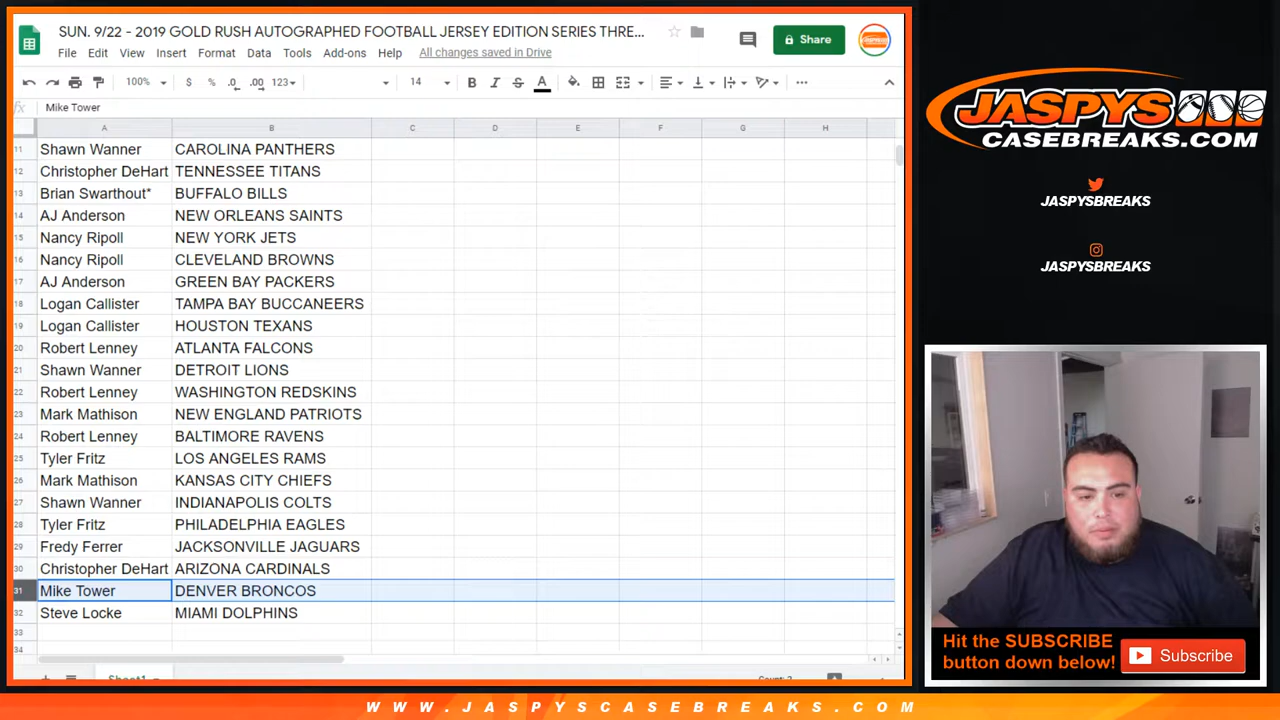 SUN. 9/22 - 2019 GOLD RUSH AUTOGRAPHED FOOTBALL JERSEY EDITION SERIES THRE...
File Edit View Insert Format Data Tools Add-ons Help All changes saved in Drive
Share
100% $ % .0 .00 123 14 B I S A
fx Mike Tower
A B C D E F G H
11 Shawn Wanner CAROLINA PANTHERS
12 Christopher DeHart TENNESSEE TITANS
13 Brian Swarthout* BUFFALO BILLS
14 AJ Anderson NEW ORLEANS SAINTS
15 Nancy Ripoll NEW YORK JETS
16 Nancy Ripoll CLEVELAND BROWNS
17 AJ Anderson GREEN BAY PACKERS
18 Logan Callister TAMPA BAY BUCCANEERS
19 Logan Callister HOUSTON TEXANS
20 Robert Lenney ATLANTA FALCONS
21 Shawn Wanner DETROIT LIONS
22 Robert Lenney WASHINGTON REDSKINS
23 Mark Mathison NEW ENGLAND PATRIOTS
24 Robert Lenney BALTIMORE RAVENS
25 Tyler Fritz LOS ANGELES RAMS
26 Mark Mathison KANSAS CITY CHIEFS
27 Shawn Wanner INDIANAPOLIS COLTS
28 Tyler Fritz PHILADELPHIA EAGLES
29 Fredy Ferrer JACKSONVILLE JAGUARS
30 Christopher DeHart ARIZONA CARDINALS
31 Mike Tower DENVER BRONCOS
32 Steve Locke MIAMI DOLPHINS
33
34
Sheet1
JASPYS
CASEBREAKS.COM
JASPYSBREAKS
JASPYSBREAKS
Hit the SUBSCRIBE
button down below!
Subscribe
WWW.JASPYSCASEBREAKS.COM